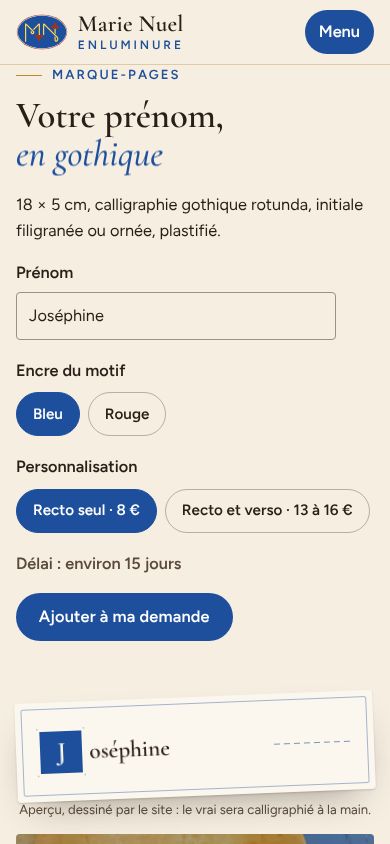 MN
Marie Nuel
ENLUMINURE
Menu
MARQUE-PAGES
Votre prénom,
en gothique
18 × 5 cm, calligraphie gothique rotunda, initiale
filigranée ou ornée, plastifié.
Prénom
Joséphine
Encre du motif
Bleu
Rouge
Personnalisation
Recto seul · 8 €
Recto et verso · 13 à 16 €
Délai : environ 15 jours
Ajouter à ma demande
Joséphine
Aperçu, dessiné par le site : le vrai sera calligraphié à la main.